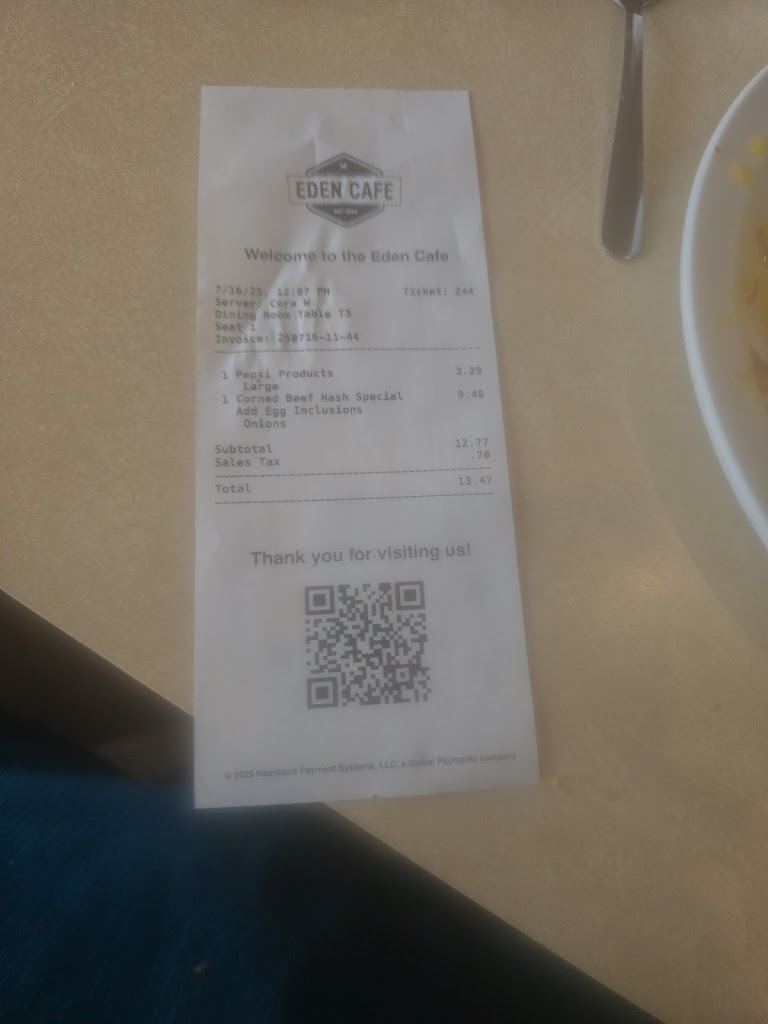 EDEN CAFE
Welcome to the Eden Cafe
7/16/25, 12:07 PM Ticket: 244
Server: Cora W
Dining Room Table T3
Seat 1
Invoice: 250716-11-44
1 Pepsi Products 3.29
Large
1 Corned Beef Hash Special 9.48
Add Egg Inclusions
Onions
Subtotal 12.77
Sales Tax .70
Total 13.47
Thank you for visiting us!
© 2025 Heartland Payment Systems, LLC, a Global Payments company